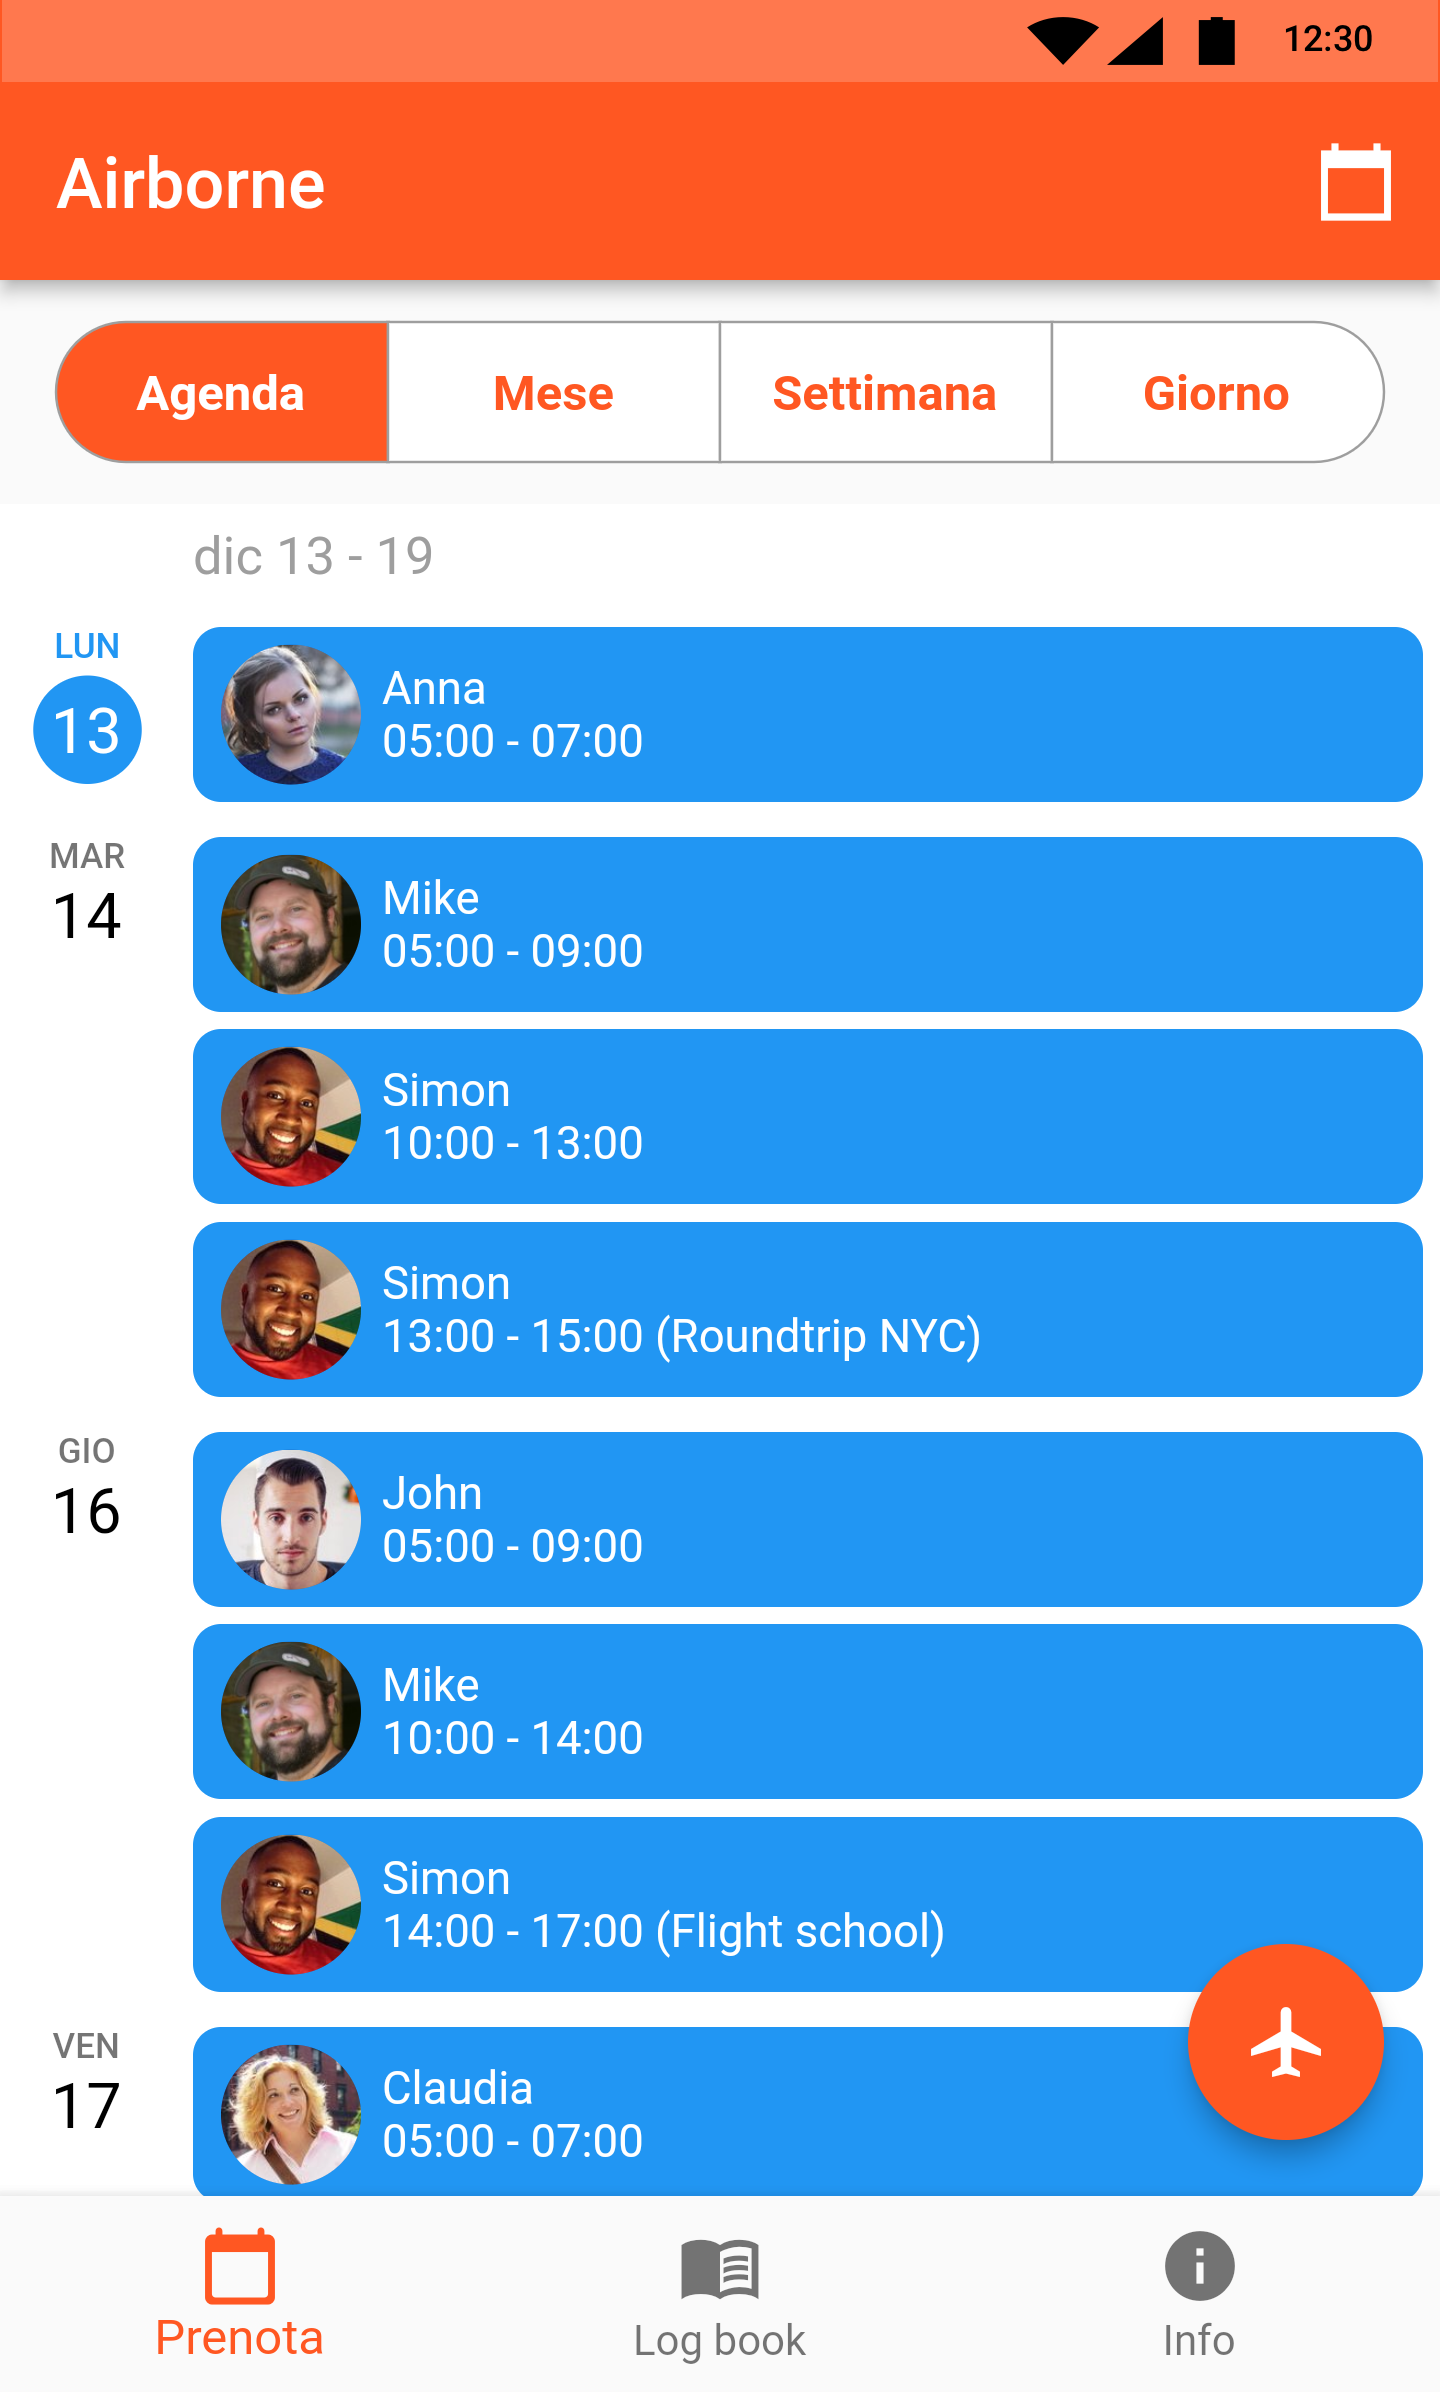 12:30
Airborne
Agenda
Mese
Settimana
Giorno
dic 13 - 19
LUN
13
Anna
05:00 - 07:00
MAR
14
Mike
05:00 - 09:00
Simon
10:00 - 13:00
Simon
13:00 - 15:00 (Roundtrip NYC)
GIO
16
John
05:00 - 09:00
Mike
10:00 - 14:00
Simon
14:00 - 17:00 (Flight school)
VEN
17
Claudia
05:00 - 07:00
Prenota
Log book
Info